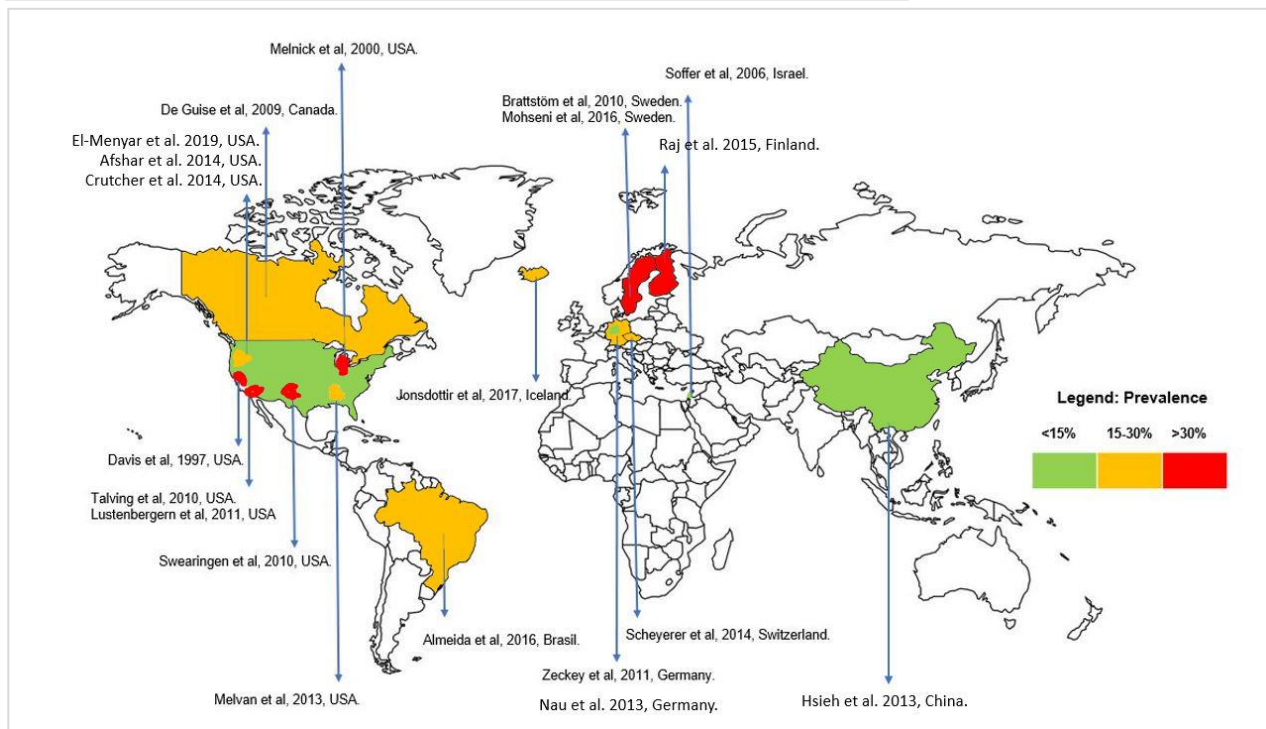 Melnick et al, 2000, USA.
Soffer et al, 2006, Israel.
De Guise et al, 2009, Canada.
Brattstöm et al, 2010, Sweden.
Mohseni et al, 2016, Sweden.
El-Menyar et al. 2019, USA.
Afshar et al. 2014, USA.
Crutcher et al. 2014, USA.
Raj et al. 2015, Finland.
Jonsdottir et al, 2017, Iceland.
Legend: Prevalence
<15% 15-30% >30%
Davis et al, 1997, USA.
Talving et al, 2010, USA.
Lustenbergern et al, 2011, USA
Swearingen et al, 2010, USA.
Almeida et al, 2016, Brasil.
Scheyerer et al, 2014, Switzerland.
Zeckey et al, 2011, Germany.
Melvan et al, 2013, USA.
Nau et al. 2013, Germany.
Hsieh et al. 2013, China.